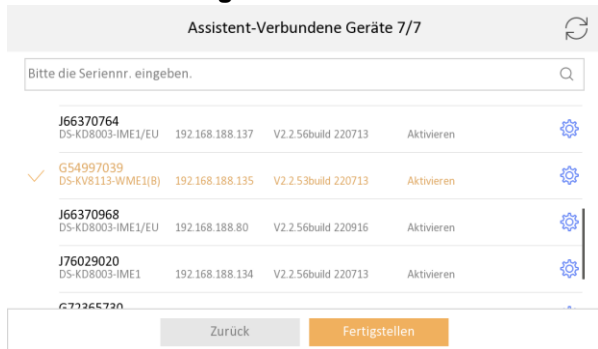 Assistent-Verbundene Geräte 7/7
Bitte die Seriennr. eingeben.
J66370764
DS-KD8003-IME1/EU 192.168.188.137 V2.2.56build 220713 Aktivieren
G54997039
DS-KV8113-WME1(B) 192.168.188.135 V2.2.53build 220713 Aktivieren
J66370968
DS-KD8003-IME1/EU 192.168.188.80 V2.2.56build 220916 Aktivieren
J76029020
DS-KD8003-IME1 192.168.188.134 V2.2.56build 220713 Aktivieren
G72365730
Zurück Fertigstellen